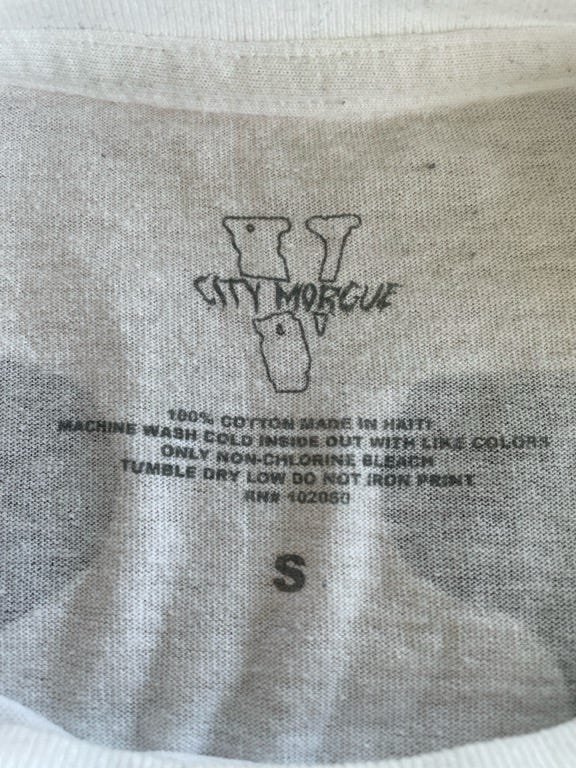 V
CITY MORGUE
100% COTTON MADE IN HAITI
MACHINE WASH COLD INSIDE OUT WITH LIKE COLORS
ONLY NON-CHLORINE BLEACH
TUMBLE DRY LOW DO NOT IRON PRINT
RN# 102050
S